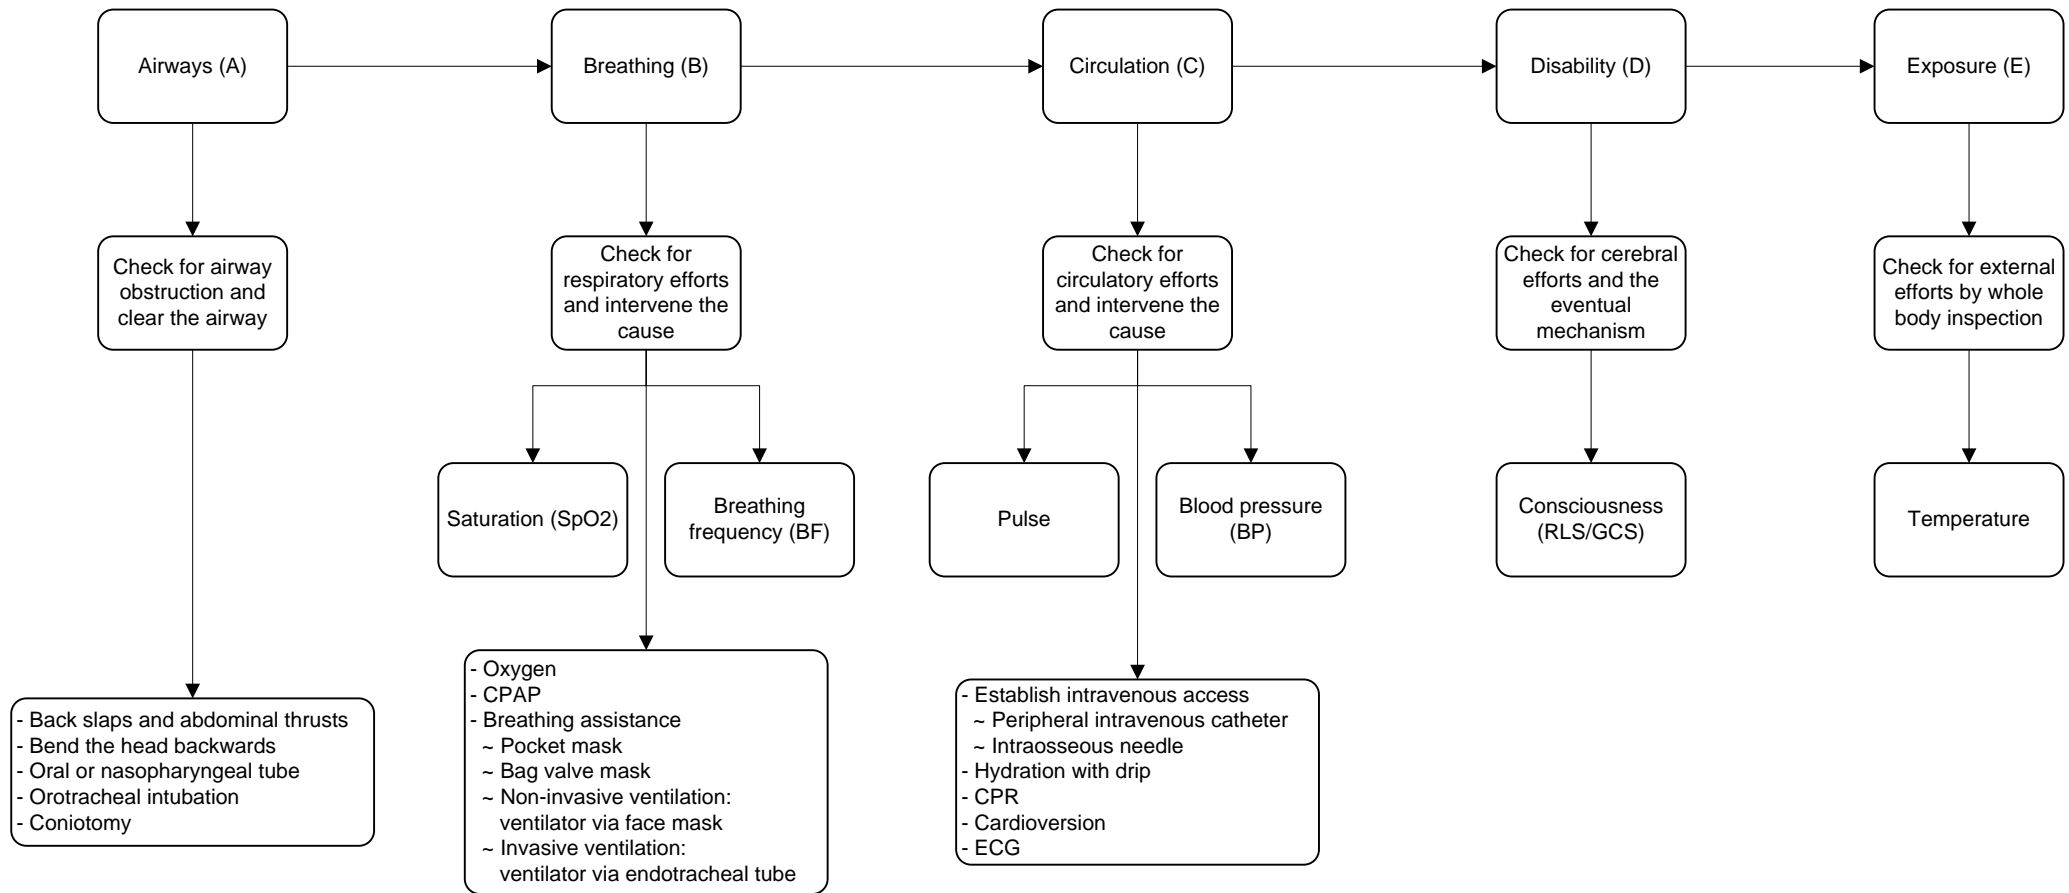 Airways (A)
Breathing (B)
Circulation (C)
Disability (D)
Exposure (E)
Check for airway
obstruction and
clear the airway
Check for
respiratory efforts
and intervene the
cause
Check for
circulatory efforts
and intervene the
cause
Check for cerebral
efforts and the
eventual
mechanism
Check for external
efforts by whole
body inspection
Saturation (SpO2)
Breathing
frequency (BF)
Pulse
Blood pressure
(BP)
Consciousness
(RLS/GCS)
Temperature
- Back slaps and abdominal thrusts
- Bend the head backwards
- Oral or nasopharyngeal tube
- Orotracheal intubation
- Coniotomy
- Oxygen
- CPAP
- Breathing assistance
~ Pocket mask
~ Bag valve mask
~ Non-invasive ventilation:
ventilator via face mask
~ Invasive ventilation:
ventilator via endotracheal tube
- Establish intravenous access
~ Peripheral intravenous catheter
~ Intraosseous needle
- Hydration with drip
- CPR
- Cardioversion
- ECG